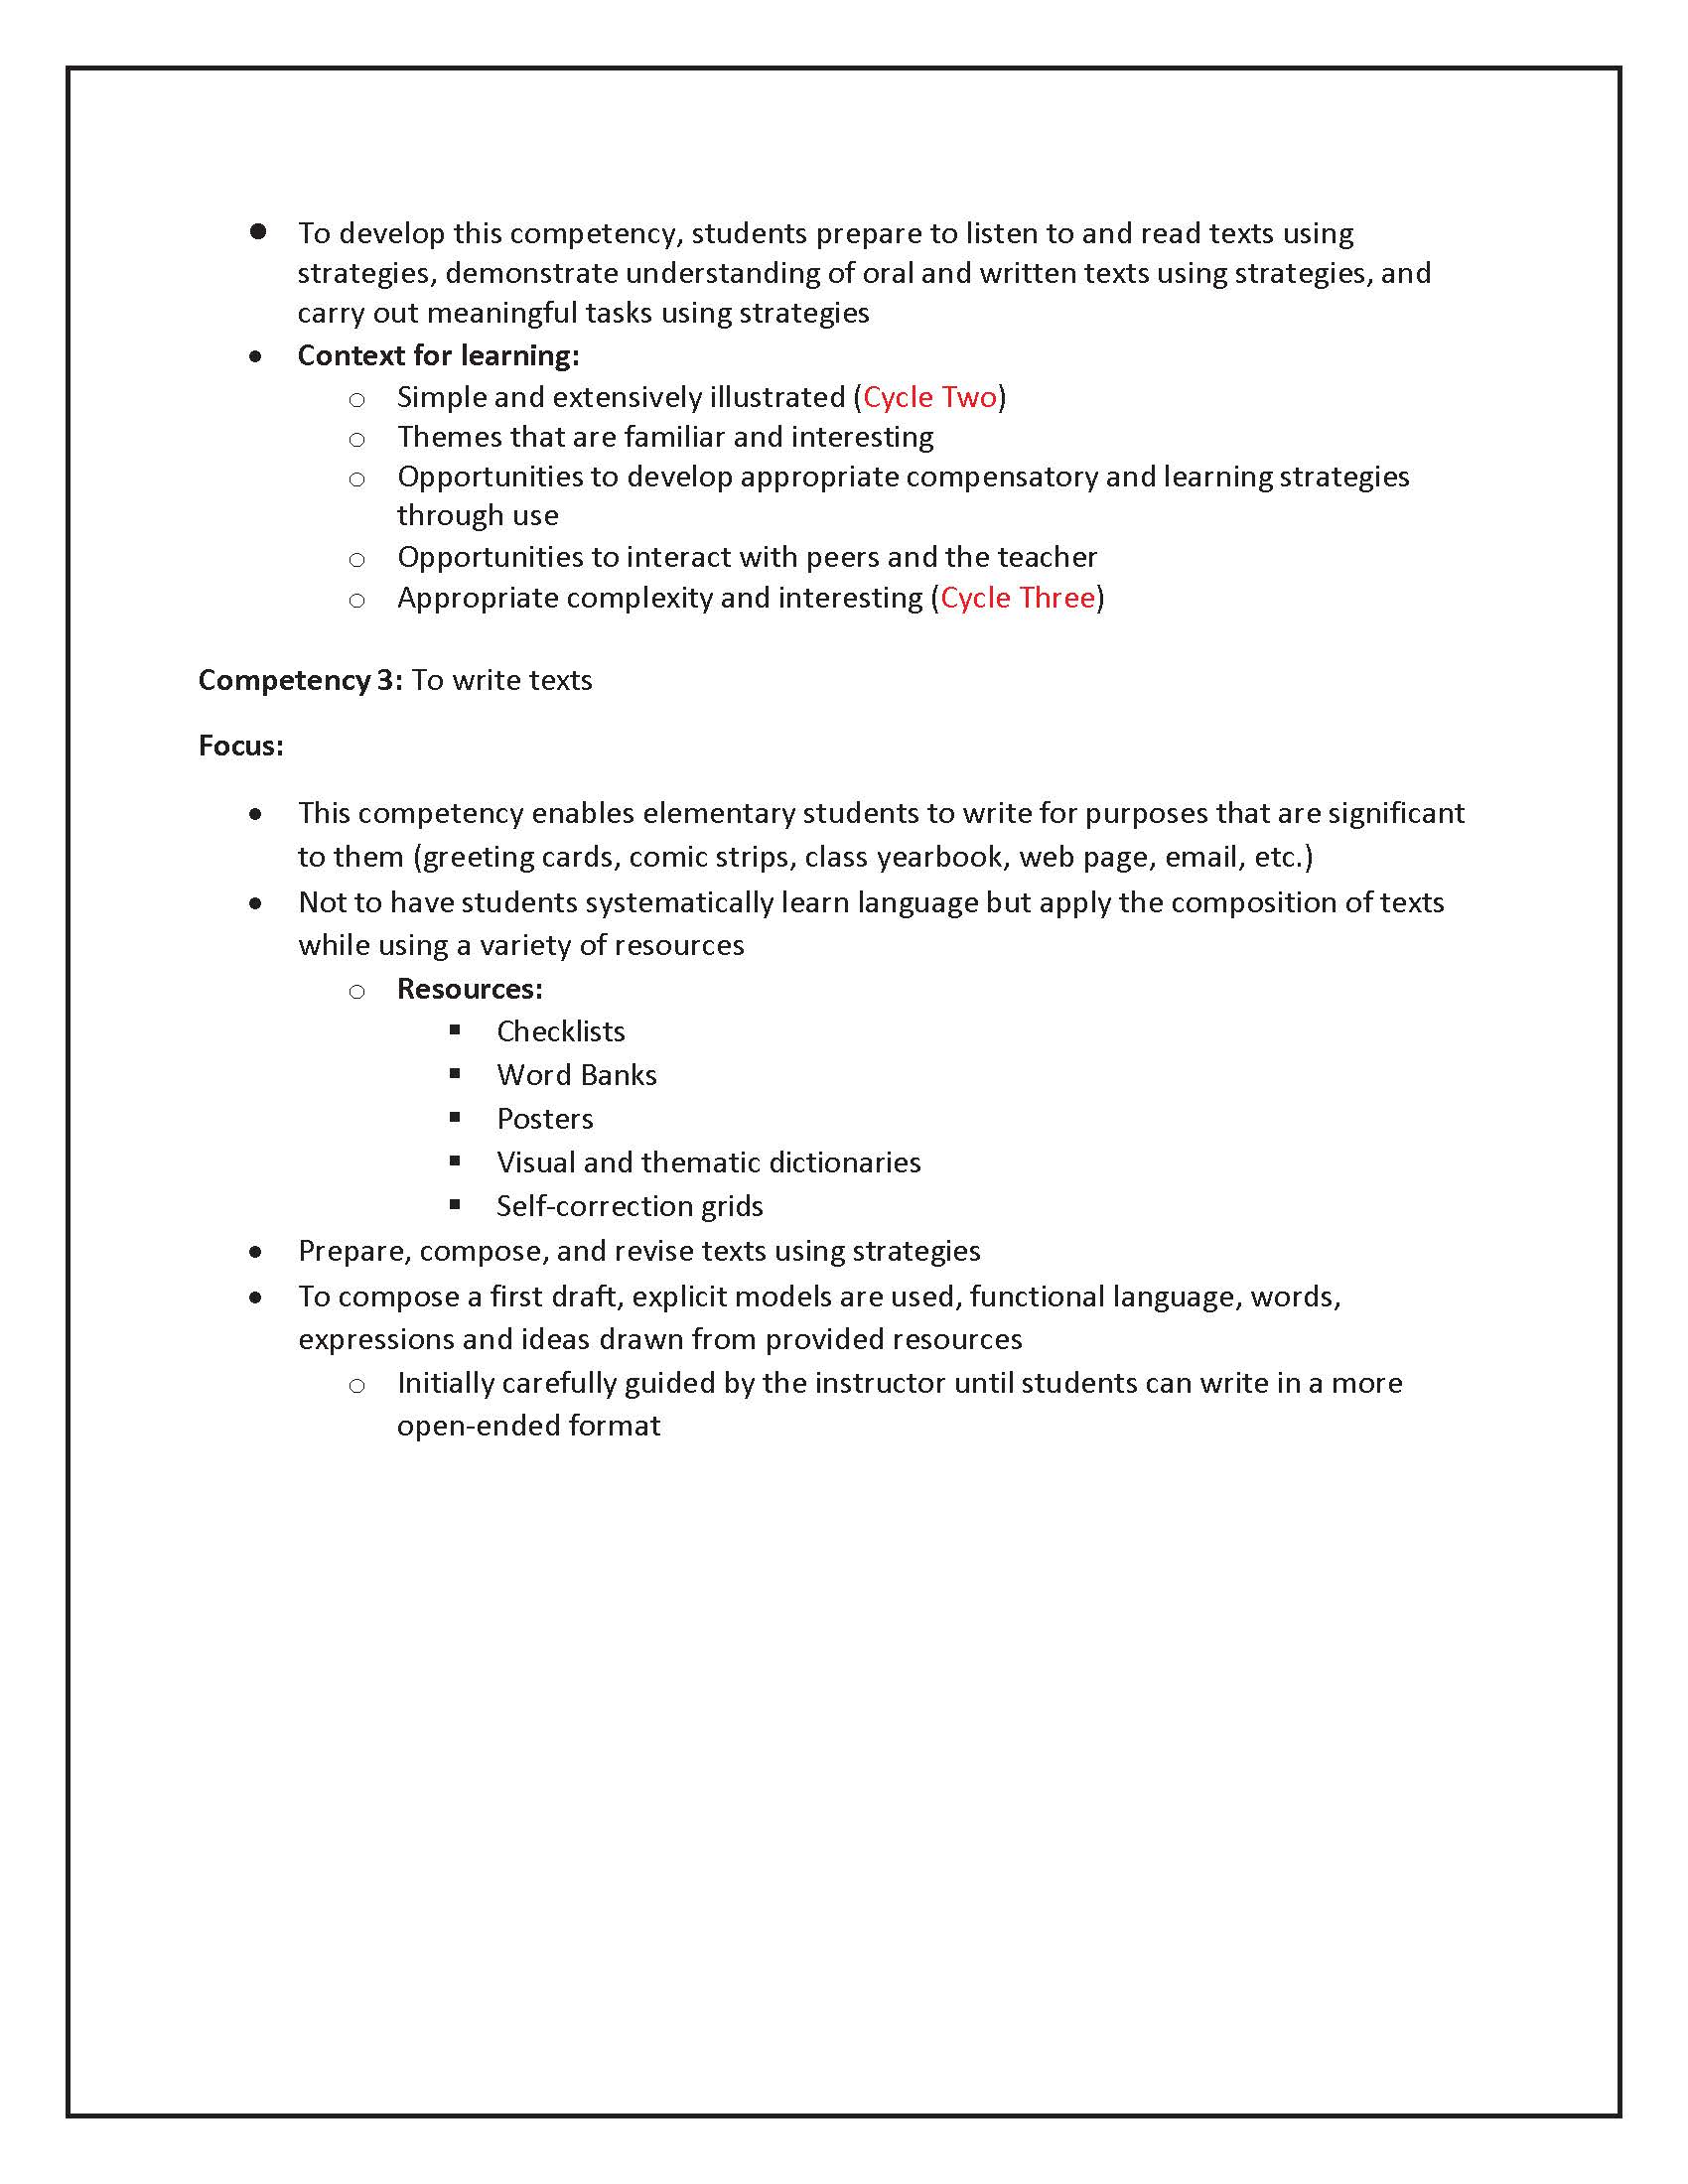 • To develop this competency, students prepare to listen to and read texts using
strategies, demonstrate understanding of oral and written texts using strategies, and
carry out meaningful tasks using strategies
• Context for learning:
o Simple and extensively illustrated (Cycle Two)
o Themes that are familiar and interesting
o Opportunities to develop appropriate compensatory and learning strategies
through use
o Opportunities to interact with peers and the teacher
o Appropriate complexity and interesting (Cycle Three)
Competency 3: To write texts
Focus:
• This competency enables elementary students to write for purposes that are significant
to them (greeting cards, comic strips, class yearbook, web page, email, etc.)
• Not to have students systematically learn language but apply the composition of texts
while using a variety of resources
o Resources:
▪ Checklists
▪ Word Banks
▪ Posters
▪ Visual and thematic dictionaries
▪ Self-correction grids
• Prepare, compose, and revise texts using strategies
• To compose a first draft, explicit models are used, functional language, words,
expressions and ideas drawn from provided resources
o Initially carefully guided by the instructor until students can write in a more
open-ended format